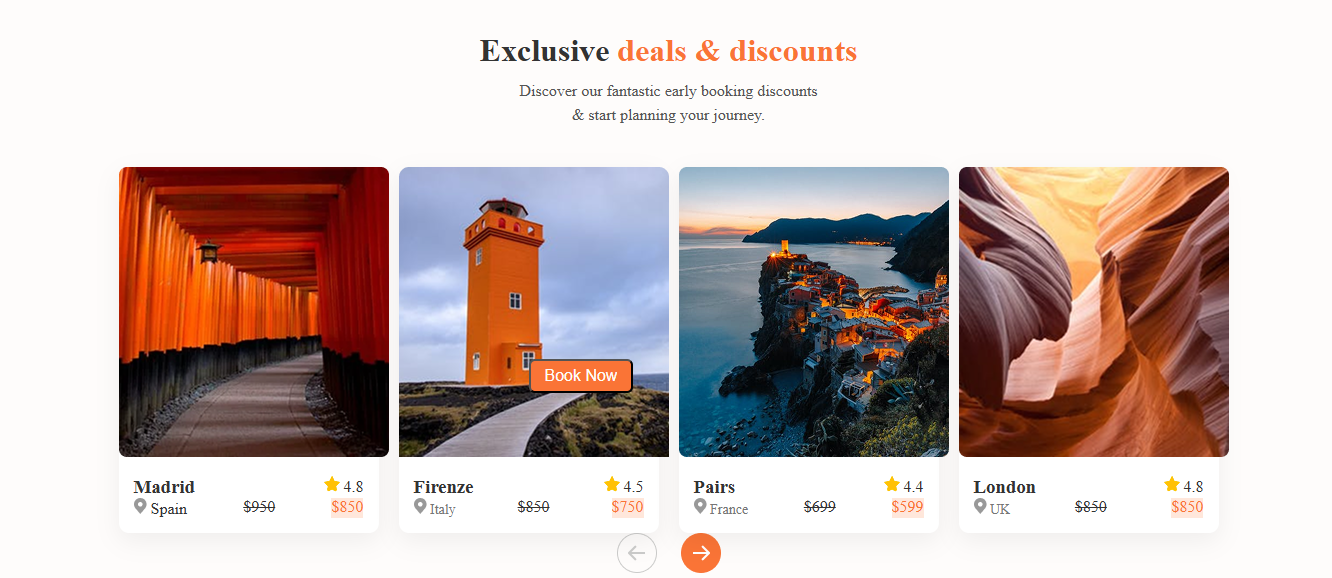 Exclusive deals & discounts
Discover our fantastic early booking discounts
& start planning your journey.
Book Now
Madrid 4.8
Spain $950 $850
Firenze 4.5
Italy $850 $750
Pairs 4.4
France $699 $599
London 4.8
UK $850 $850